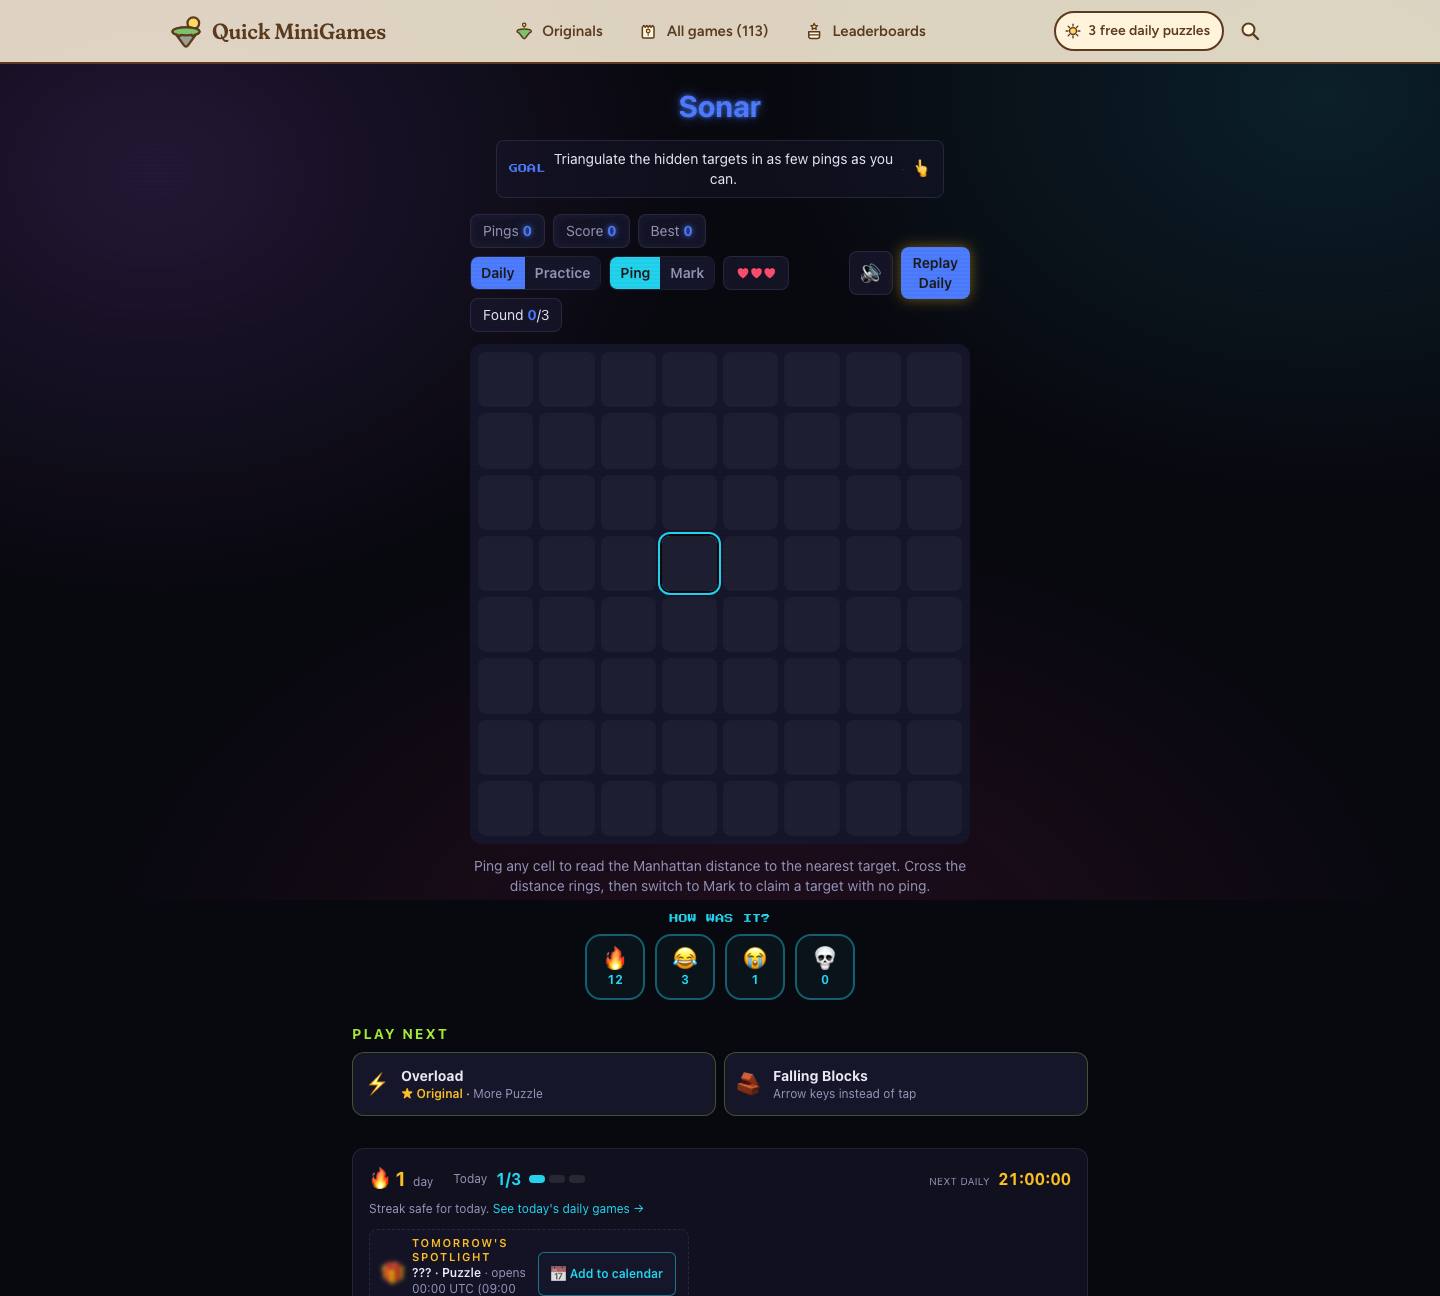 Quick MiniGames
Originals
All games (113)
Leaderboards
3 free daily puzzles
Sonar
GOAL
Triangulate the hidden targets in as few pings as you
can.
Pings 0
Score 0
Best 0
Daily
Practice
Ping
Mark
Replay
Daily
Found 0/3
Ping any cell to read the Manhattan distance to the nearest target. Cross the
distance rings, then switch to Mark to claim a target with no ping.
HOW WAS IT?
12
3
1
0
PLAY NEXT
Overload
Original · More Puzzle
Falling Blocks
Arrow keys instead of tap
1 day
Today 1/3
NEXT DAILY 21:00:00
Streak safe for today. See today's daily games →
TOMORROW'S
SPOTLIGHT
??? · Puzzle · opens
00:00 UTC (09:00
Add to calendar